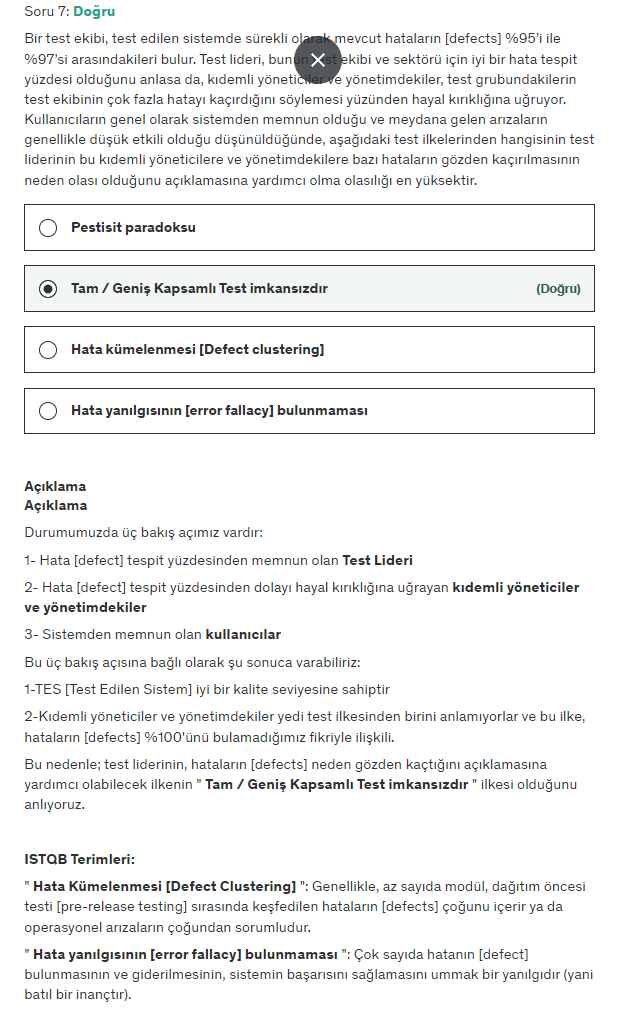 Soru 7: Doğru
Bir test ekibi, test edilen sistemde sürekli olarak mevcut hataların [defects] %95'i ile
%97'si arasındakileri bulur. Test lideri, bunun ekibi ve sektörü için iyi bir hata tespit
yüzdesi olduğunu anlasa da, kıdemli yöneticiler ve yönetimdekiler, test grubundakilerin
test ekibinin çok fazla hatayı kaçırdığını söylemesi yüzünden hayal kırıklığına uğruyor.
Kullanıcıların genel olarak sistemden memnun olduğu ve meydana gelen arızaların
genellikle düşük etkili olduğu düşünüldüğünde, aşağıdaki test ilkelerinden hangisinin test
liderinin bu kıdemli yöneticilere ve yönetimdekilere bazı hataların gözden kaçırılmasının
neden olası olduğunu açıklamasına yardımcı olma olasılığı en yüksektir.
Pestisit paradoksu
Tam / Geniş Kapsamlı Test imkansızdır (Doğru)
Hata kümelenmesi [Defect clustering]
Hata yanılgısının [error fallacy] bulunmaması
Açıklama
Açıklama
Durumumuzda üç bakış açımız vardır:
1- Hata [defect] tespit yüzdesinden memnun olan Test Lideri
2- Hata [defect] tespit yüzdesinden dolayı hayal kırıklığına uğrayan kıdemli yöneticiler
ve yönetimdekiler
3- Sistemden memnun olan kullanıcılar
Bu üç bakış açısına bağlı olarak şu sonuca varabiliriz:
1-TES [Test Edilen Sistem] iyi bir kalite seviyesine sahiptir
2-Kıdemli yöneticiler ve yönetimdekiler yedi test ilkesinden birini anlamıyorlar ve bu ilke,
hataların [defects] %100'ünü bulamadığımız fikriyle ilişkili.
Bu nedenle; test liderinin, hataların [defects] neden gözden kaçtığını açıklamasına
yardımcı olabilecek ilkenin " Tam / Geniş Kapsamlı Test imkansızdır " ilkesi olduğunu
anlıyoruz.
ISTQB Terimleri:
" Hata Kümelenmesi [Defect Clustering] ": Genellikle, az sayıda modül, dağıtım öncesi
testi [pre-release testing] sırasında keşfedilen hataların [defects] çoğunu içerir ya da
operasyonel arızaların çoğundan sorumludur.
" Hata yanılgısının [error fallacy] bulunmaması ": Çok sayıda hatanın [defect]
bulunmasının ve giderilmesinin, sistemin başarısını sağlamasını ummak bir yanılgıdır (yani
batıl bir inançtır).